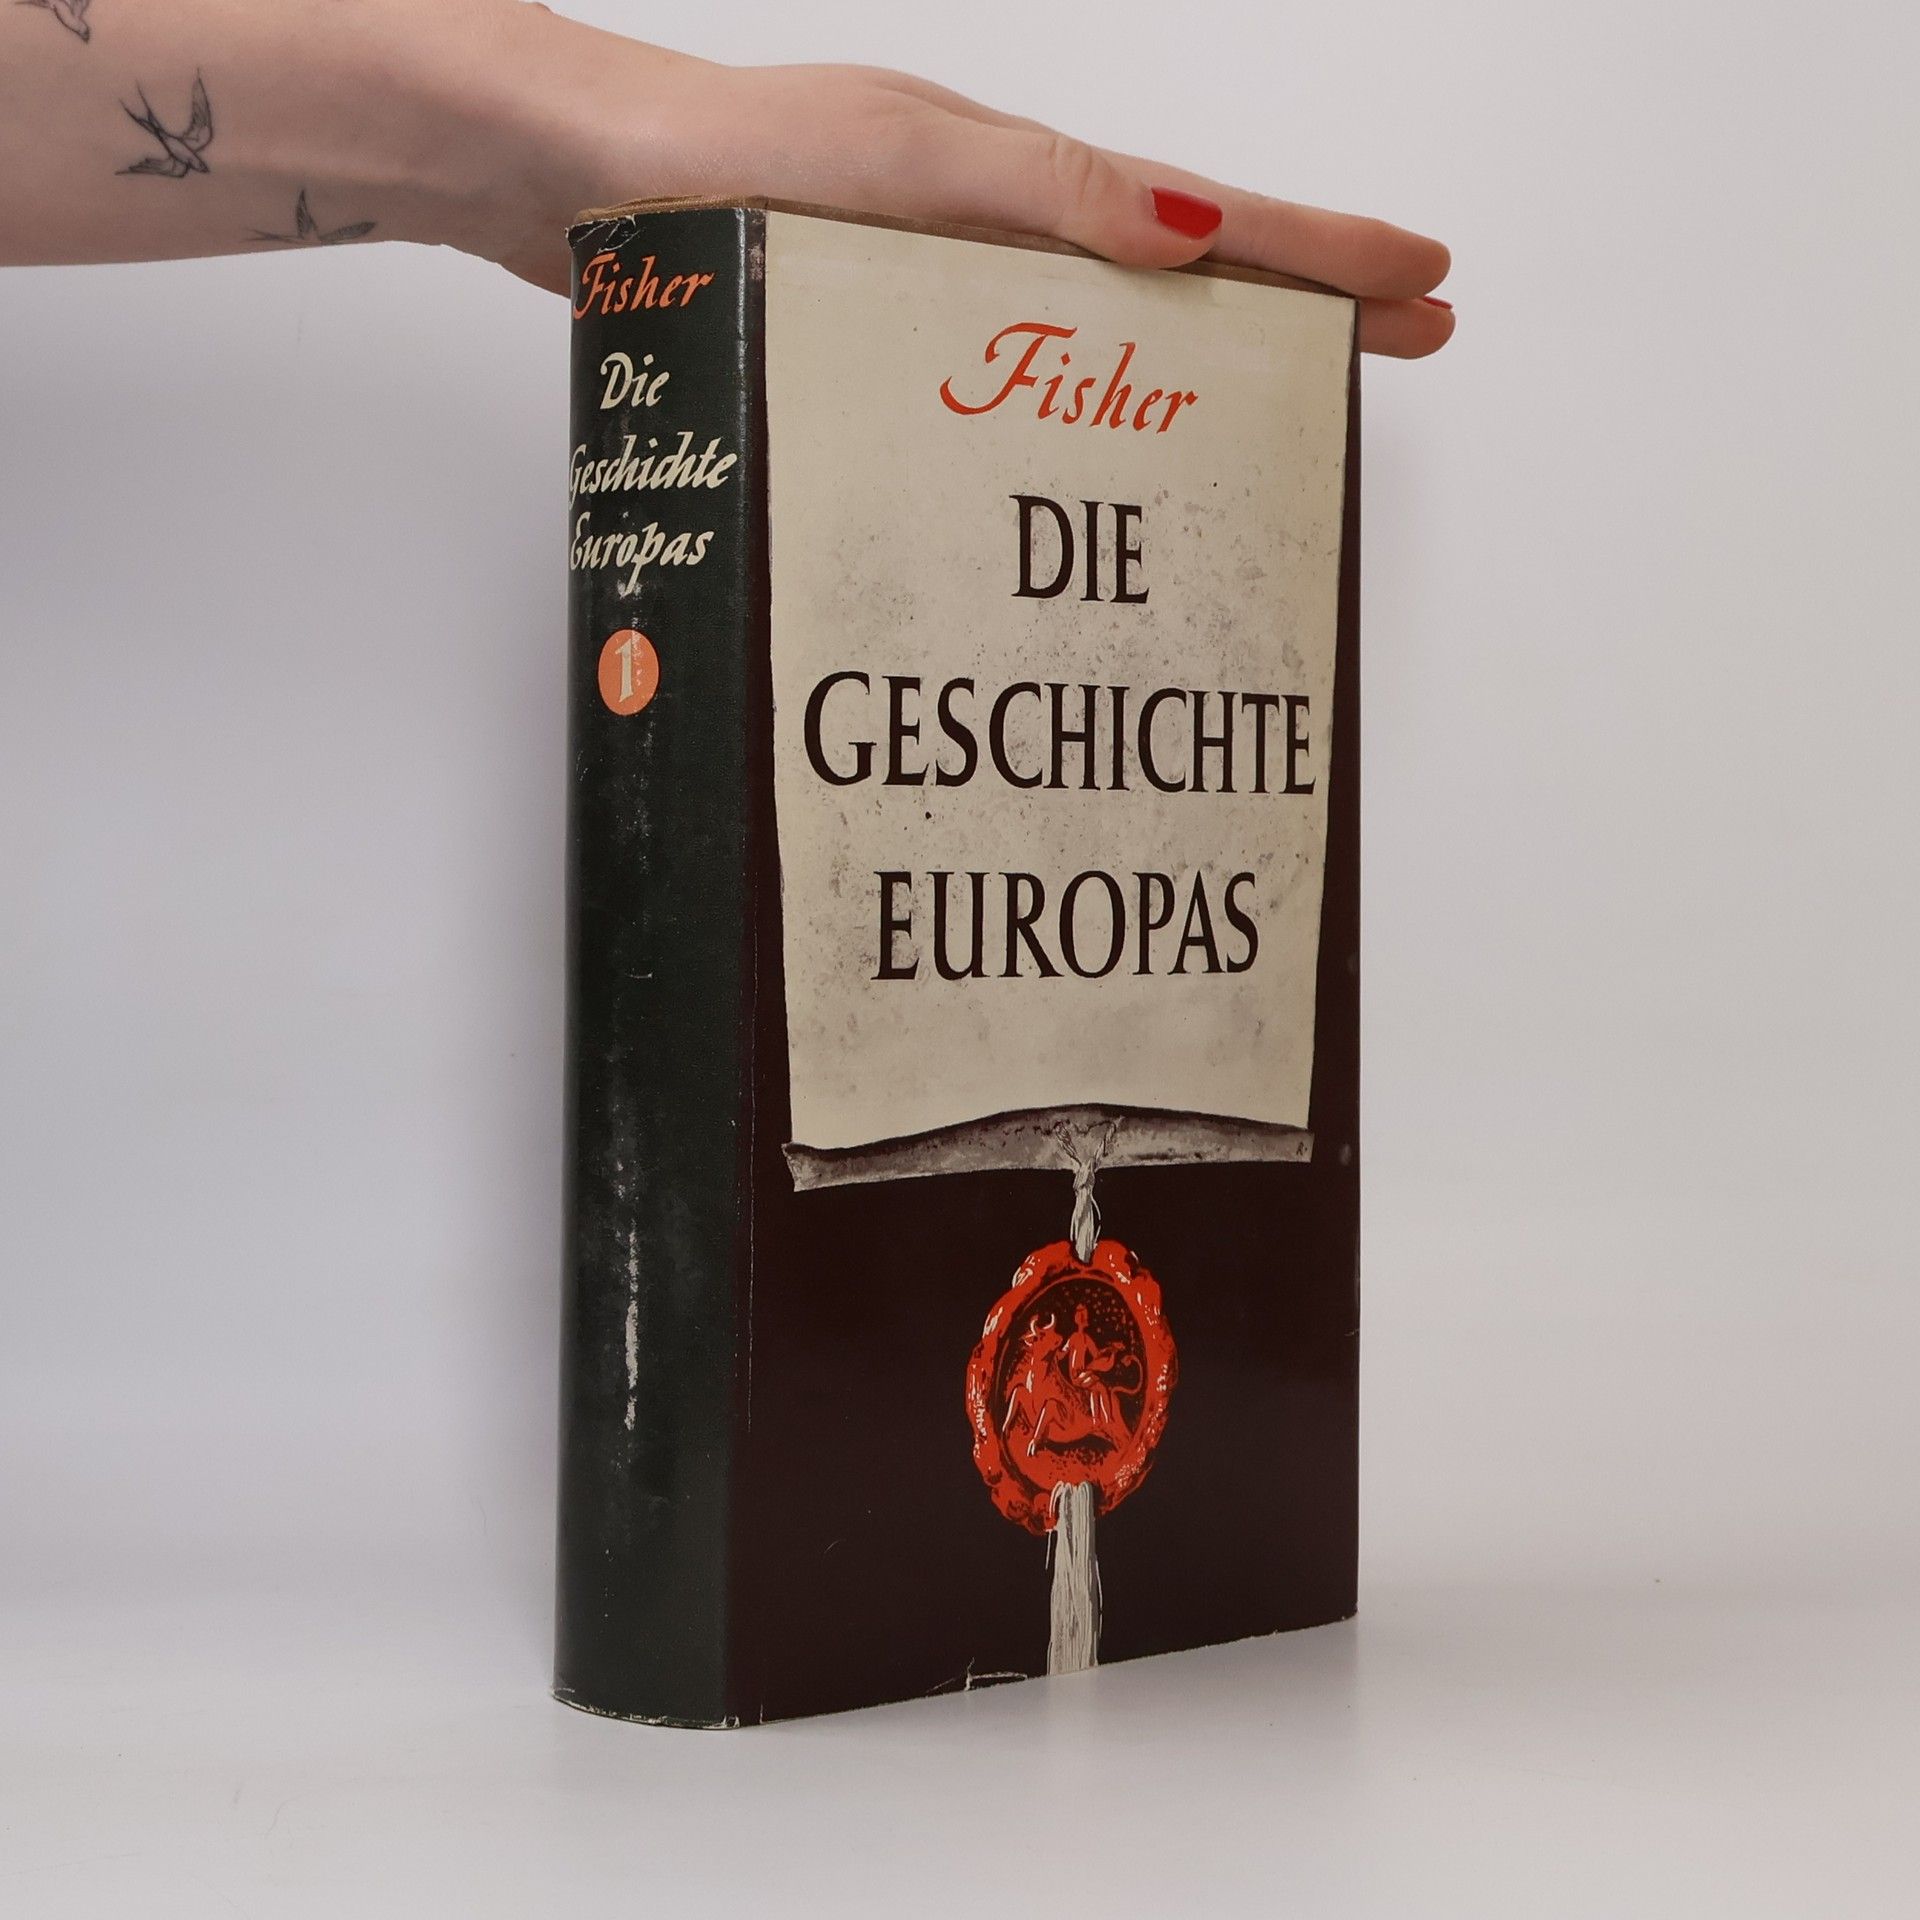 Fisher
Die
Geschichte
Europas
1
Fisher
DIE
GESCHICHTE
EUROPAS